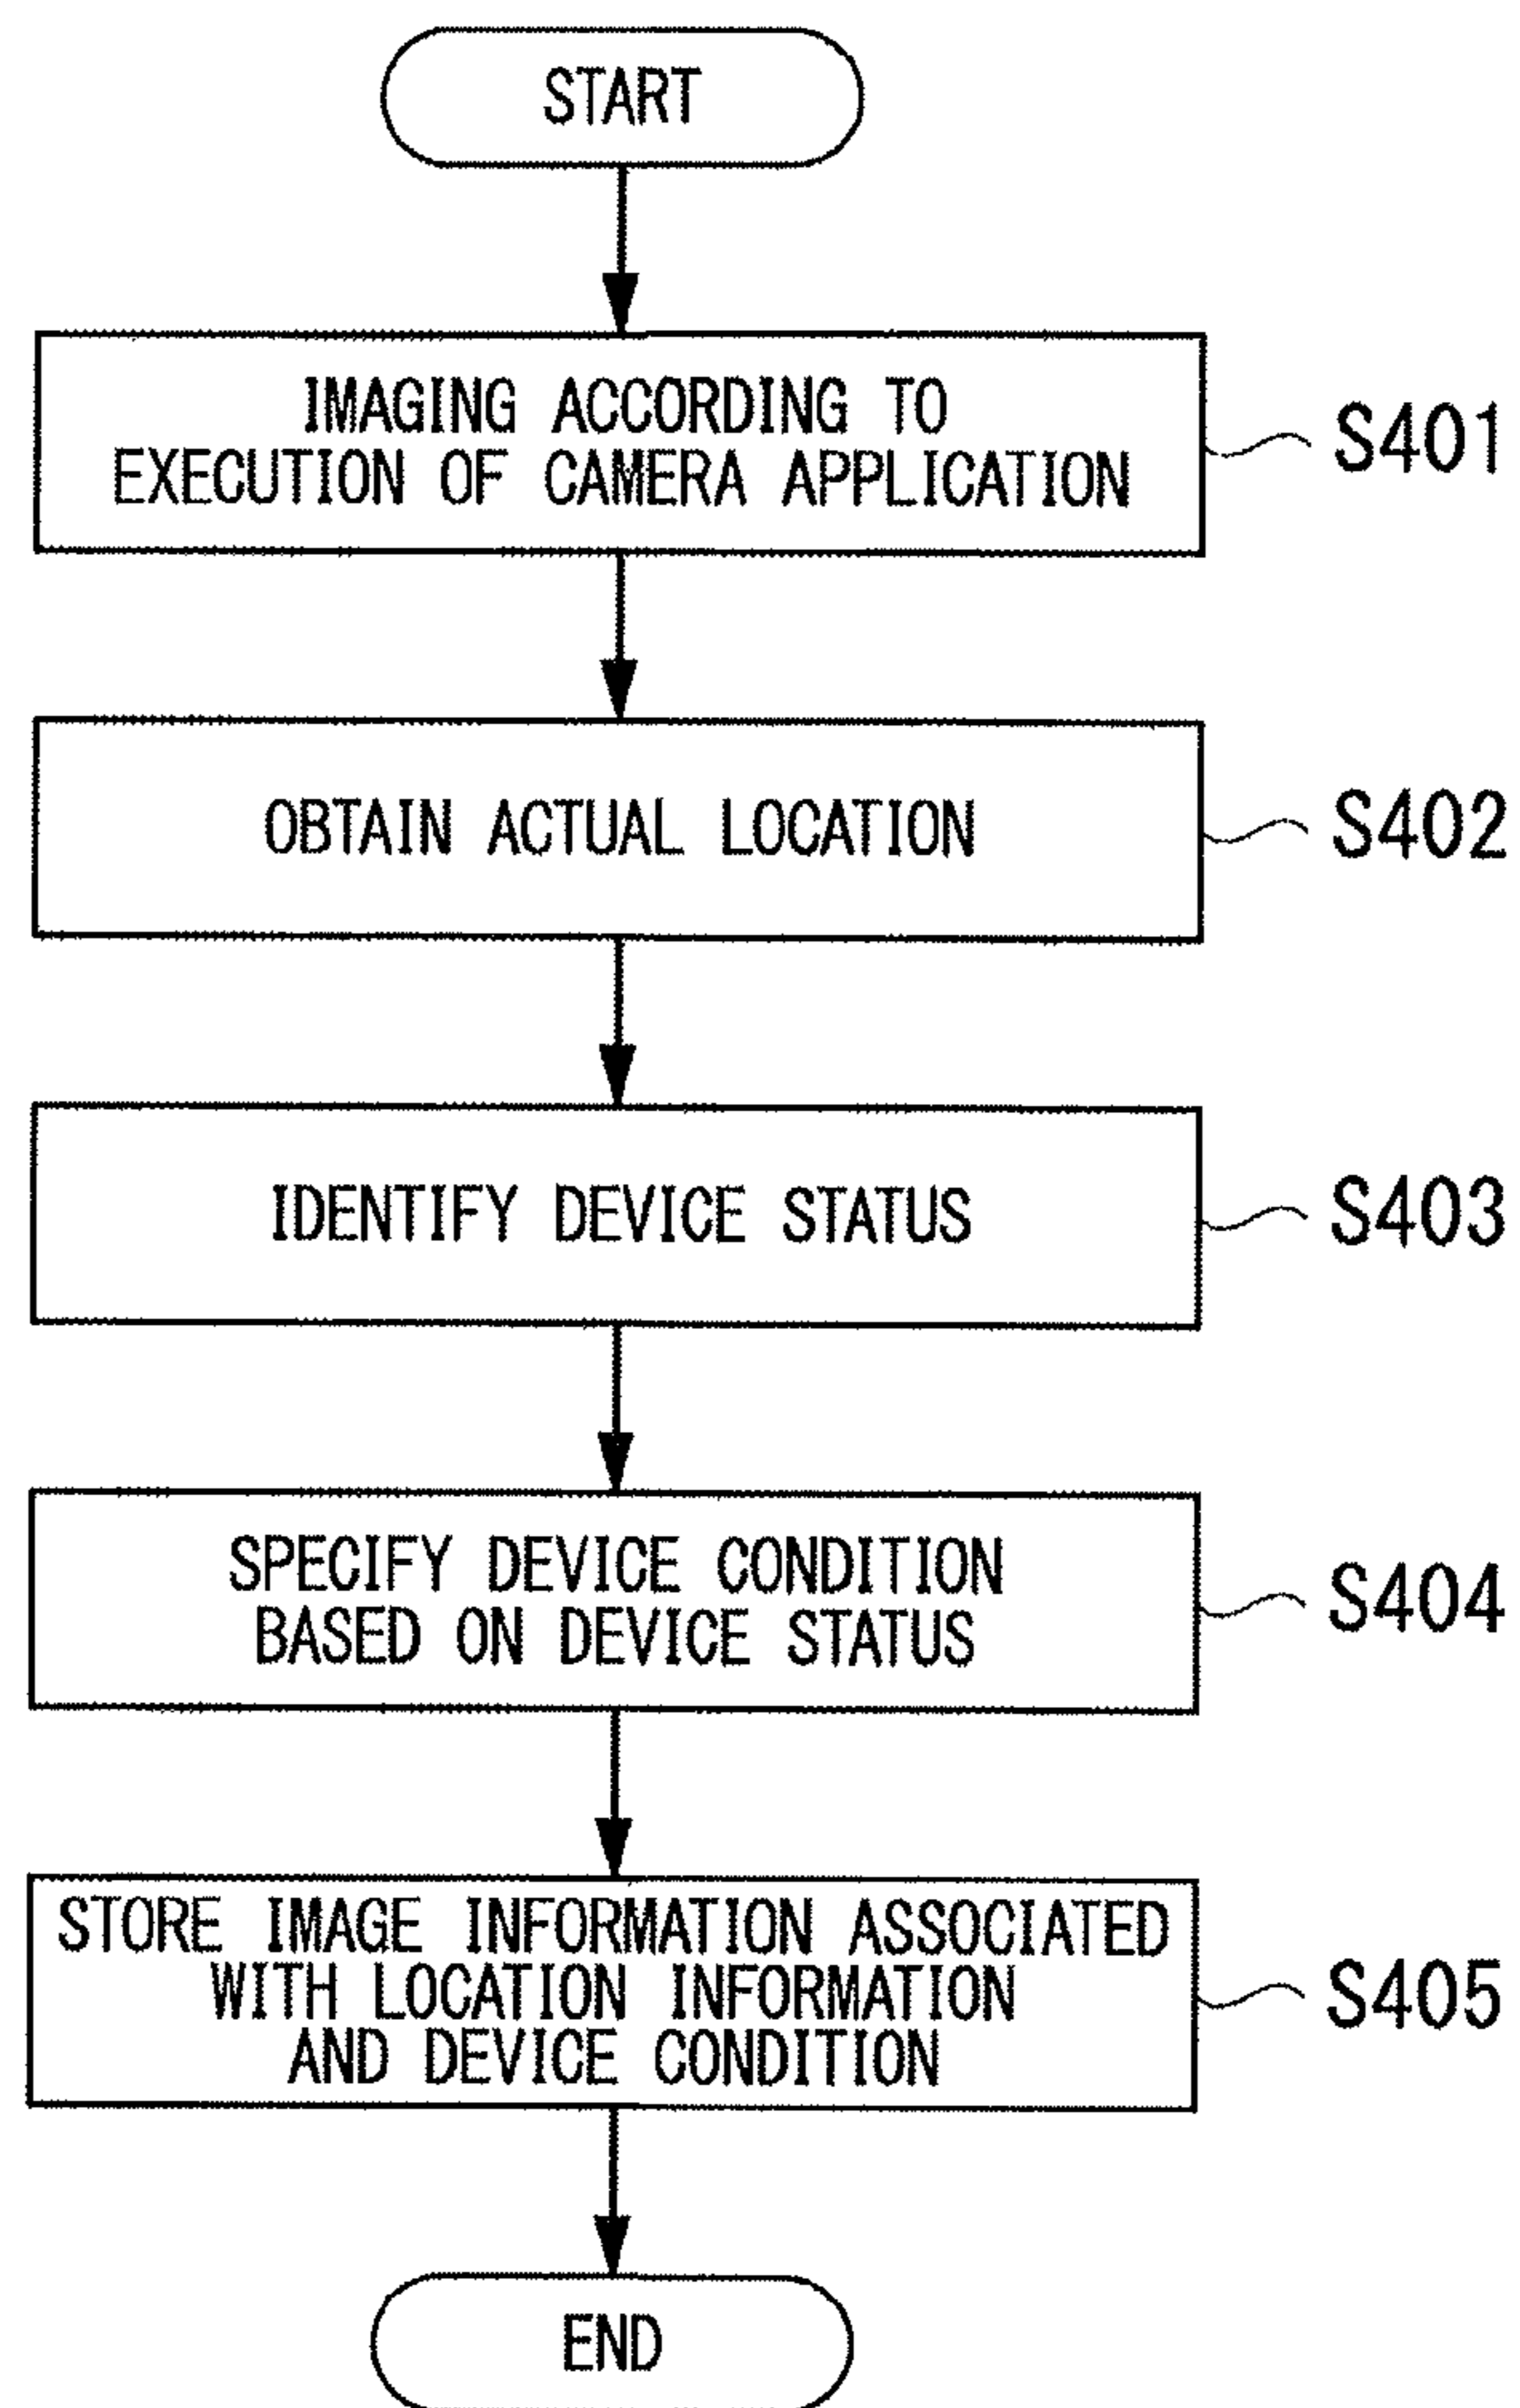 START
IMAGING ACCORDING TO
EXECUTION OF CAMERA APPLICATION
S401
OBTAIN ACTUAL LOCATION
S402
IDENTIFY DEVICE STATUS
S403
SPECIFY DEVICE CONDITION
BASED ON DEVICE STATUS
S404
STORE IMAGE INFORMATION ASSOCIATED
WITH LOCATION INFORMATION
AND DEVICE CONDITION
S405
END